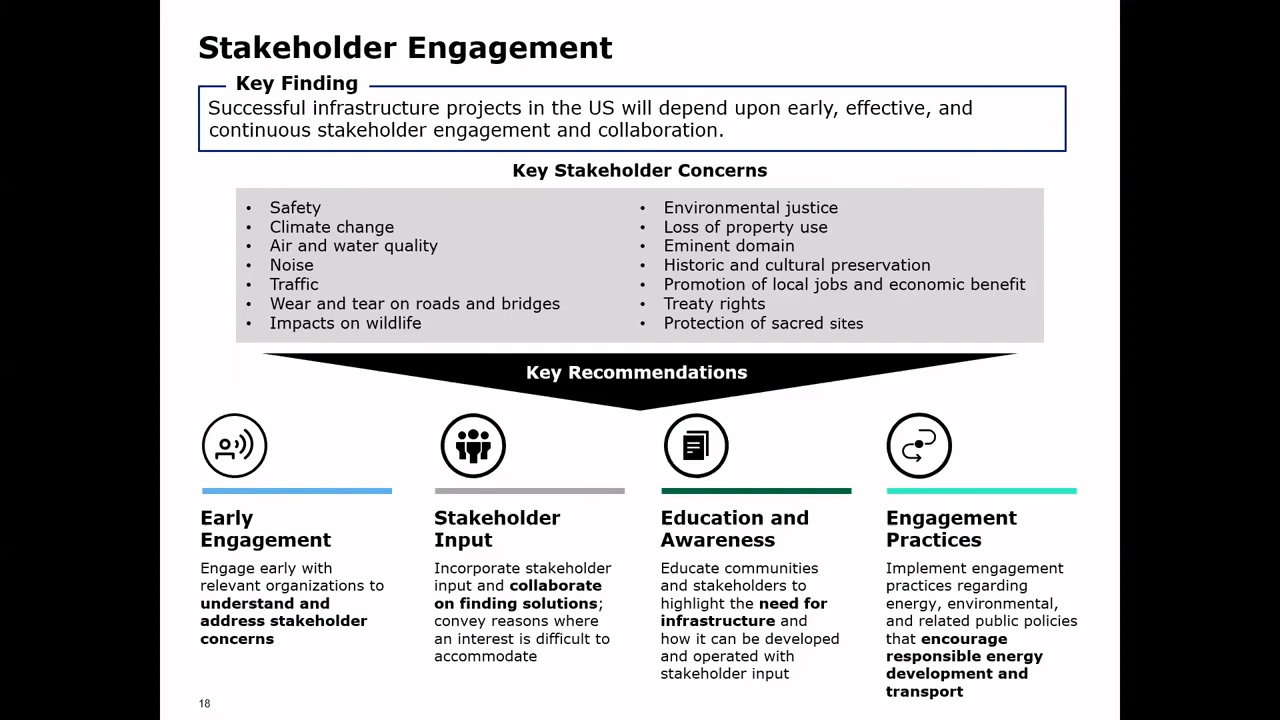 Stakeholder Engagement
Key Finding
Successful infrastructure projects in the US will depend upon early, effective, and
continuous stakeholder engagement and collaboration.
Key Stakeholder Concerns
• Safety
• Climate change
• Air and water quality
• Noise
• Traffic
• Wear and tear on roads and bridges
• Impacts on wildlife
• Environmental justice
• Loss of property use
• Eminent domain
• Historic and cultural preservation
• Promotion of local jobs and economic benefit
• Treaty rights
• Protection of sacred sites
Key Recommendations
Early
Engagement
Engage early with
relevant organizations to
understand and
address stakeholder
concerns
Stakeholder
Input
Incorporate stakeholder
input and collaborate
on finding solutions;
convey reasons where
an interest is difficult to
accommodate
Education and
Awareness
Educate communities
and stakeholders to
highlight the need for
infrastructure and
how it can be developed
and operated with
stakeholder input
Engagement
Practices
Implement engagement
practices regarding
energy, environmental,
and related public policies
that encourage
responsible energy
development and
transport
18